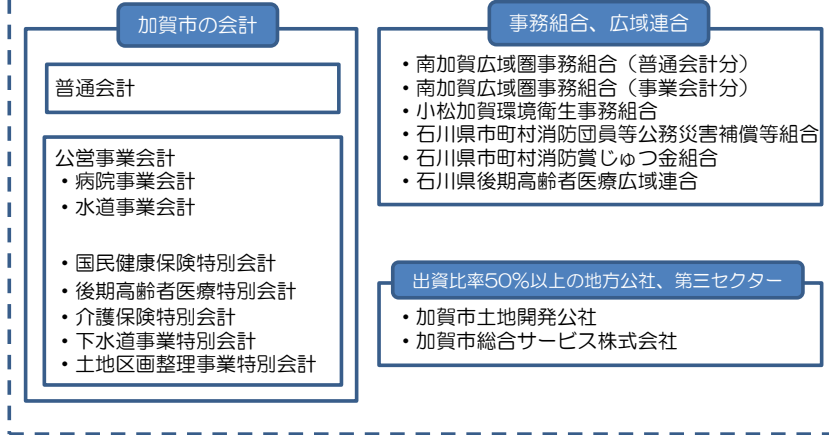 加賀市の会計
普通会計
公営事業会計
・病院事業会計
・水道事業会計
・国民健康保険特別会計
・後期高齢者医療特別会計
・介護保険特別会計
・下水道事業特別会計
・土地区画整理事業特別会計
事務組合、広域連合
・南加賀広域圏事務組合（普通会計分）
・南加賀広域圏事務組合（事業会計分）
・小松加賀環境衛生事務組合
・石川県市町村消防団員等公務災害補償等組合
・石川県市町村消防賞じゅつ金組合
・石川県後期高齢者医療広域連合
出資比率50％以上の地方公社、第三セクター
・加賀市土地開発公社
・加賀市総合サービス株式会社